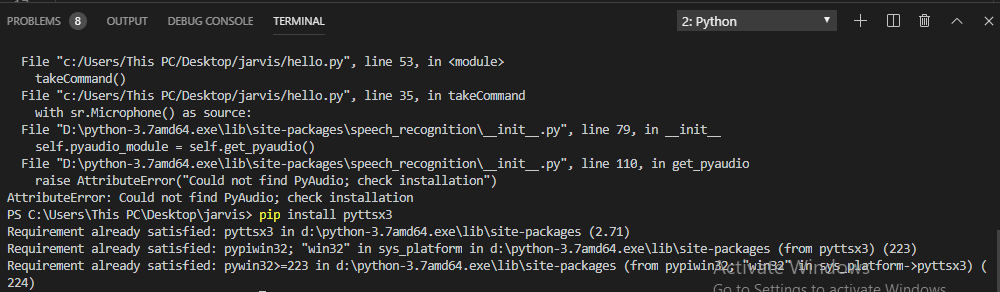 PROBLEMS 8 OUTPUT DEBUG CONSOLE TERMINAL 2: Python
File "c:/Users/This PC/Desktop/jarvis/hello.py", line 53, in <module>
takeCommand()
File "c:/Users/This PC/Desktop/jarvis/hello.py", line 35, in takeCommand
with sr.Microphone() as source:
File "D:\python-3.7amd64.exe\lib\site-packages\speech_recognition\__init__.py", line 79, in __init__
self.pyaudio_module = self.get_pyaudio()
File "D:\python-3.7amd64.exe\lib\site-packages\speech_recognition\__init__.py", line 110, in get_pyaudio
raise AttributeError("Could not find PyAudio; check installation")
AttributeError: Could not find PyAudio; check installation
PS C:\Users\This PC\Desktop\jarvis> pip install pyttsx3
Requirement already satisfied: pyttsx3 in d:\python-3.7amd64.exe\lib\site-packages (2.71)
Requirement already satisfied: pypiwin32; "win32" in sys_platform in d:\python-3.7amd64.exe\lib\site-packages (from pyttsx3) (223)
Requirement already satisfied: pywin32>=223 in d:\python-3.7amd64.exe\lib\site-packages (from pypiwin32; "win32" in sys_platform->pyttsx3) (
224)
Activate Windows
Go to Settings to activate Windows.